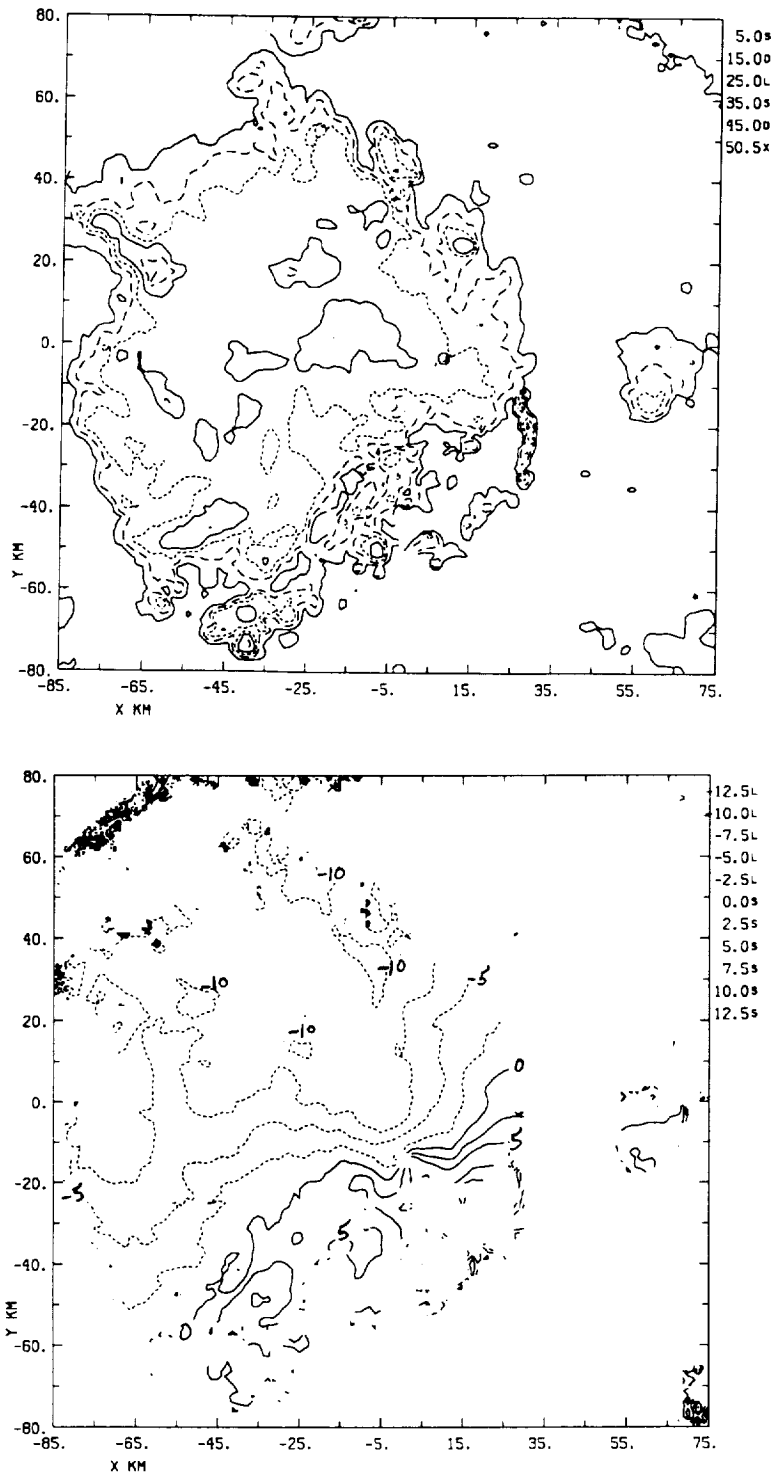 80.
60.
40.
20.
0.
-20.
-40.
-60.
-80.
Y KM
-85. -65. -45. -25. -5. 15. 35. 55. 75.
X KM
5.0S
15.0D
25.0L
35.0S
45.0D
50.5X
80.
60.
40.
20.
0.
-20.
-40.
-60.
-80.
Y KM
-85. -65. -45. -25. -5. 15. 35. 55. 75.
X KM
12.5L
10.0L
-7.5L
-5.0L
-2.5L
0.0S
2.5S
5.0S
7.5S
10.0S
12.5S
-10
-10
-5
-10
-10
0
5
-5
5
0